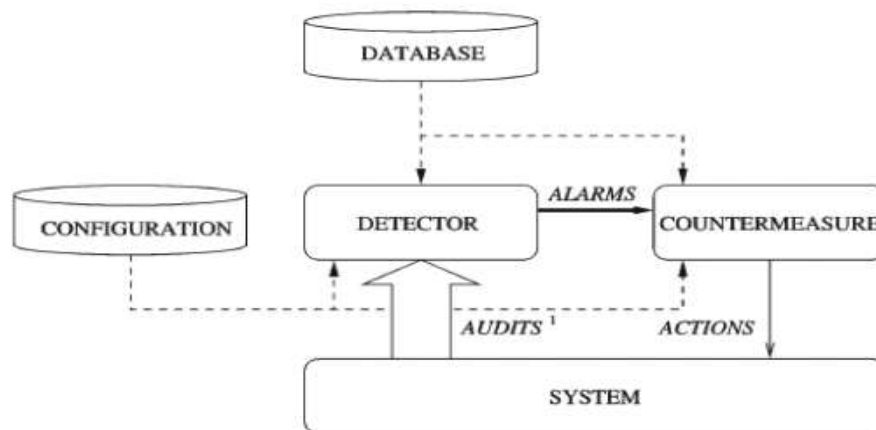 DATABASE
ALARMS
CONFIGURATION
DETECTOR
COUNTERMEASURE
AUDITS 1
ACTIONS
SYSTEM